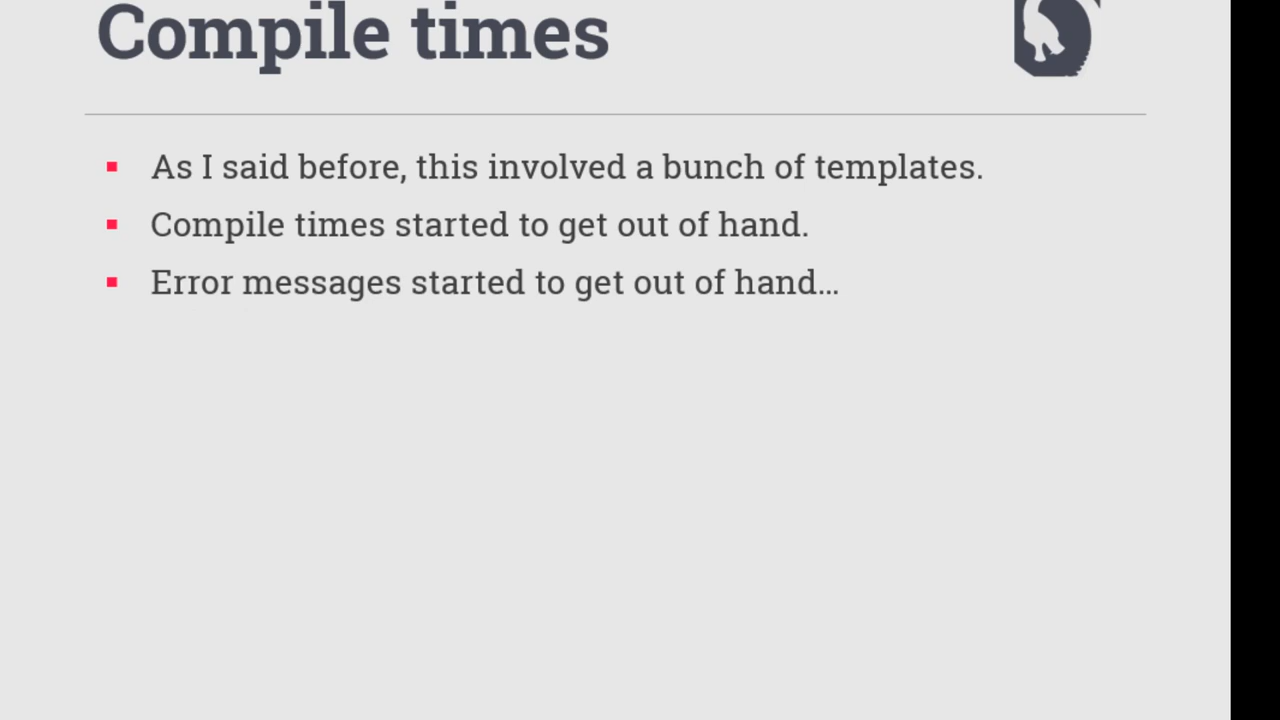 Compile times
As I said before, this involved a bunch of templates.
Compile times started to get out of hand.
Error messages started to get out of hand…